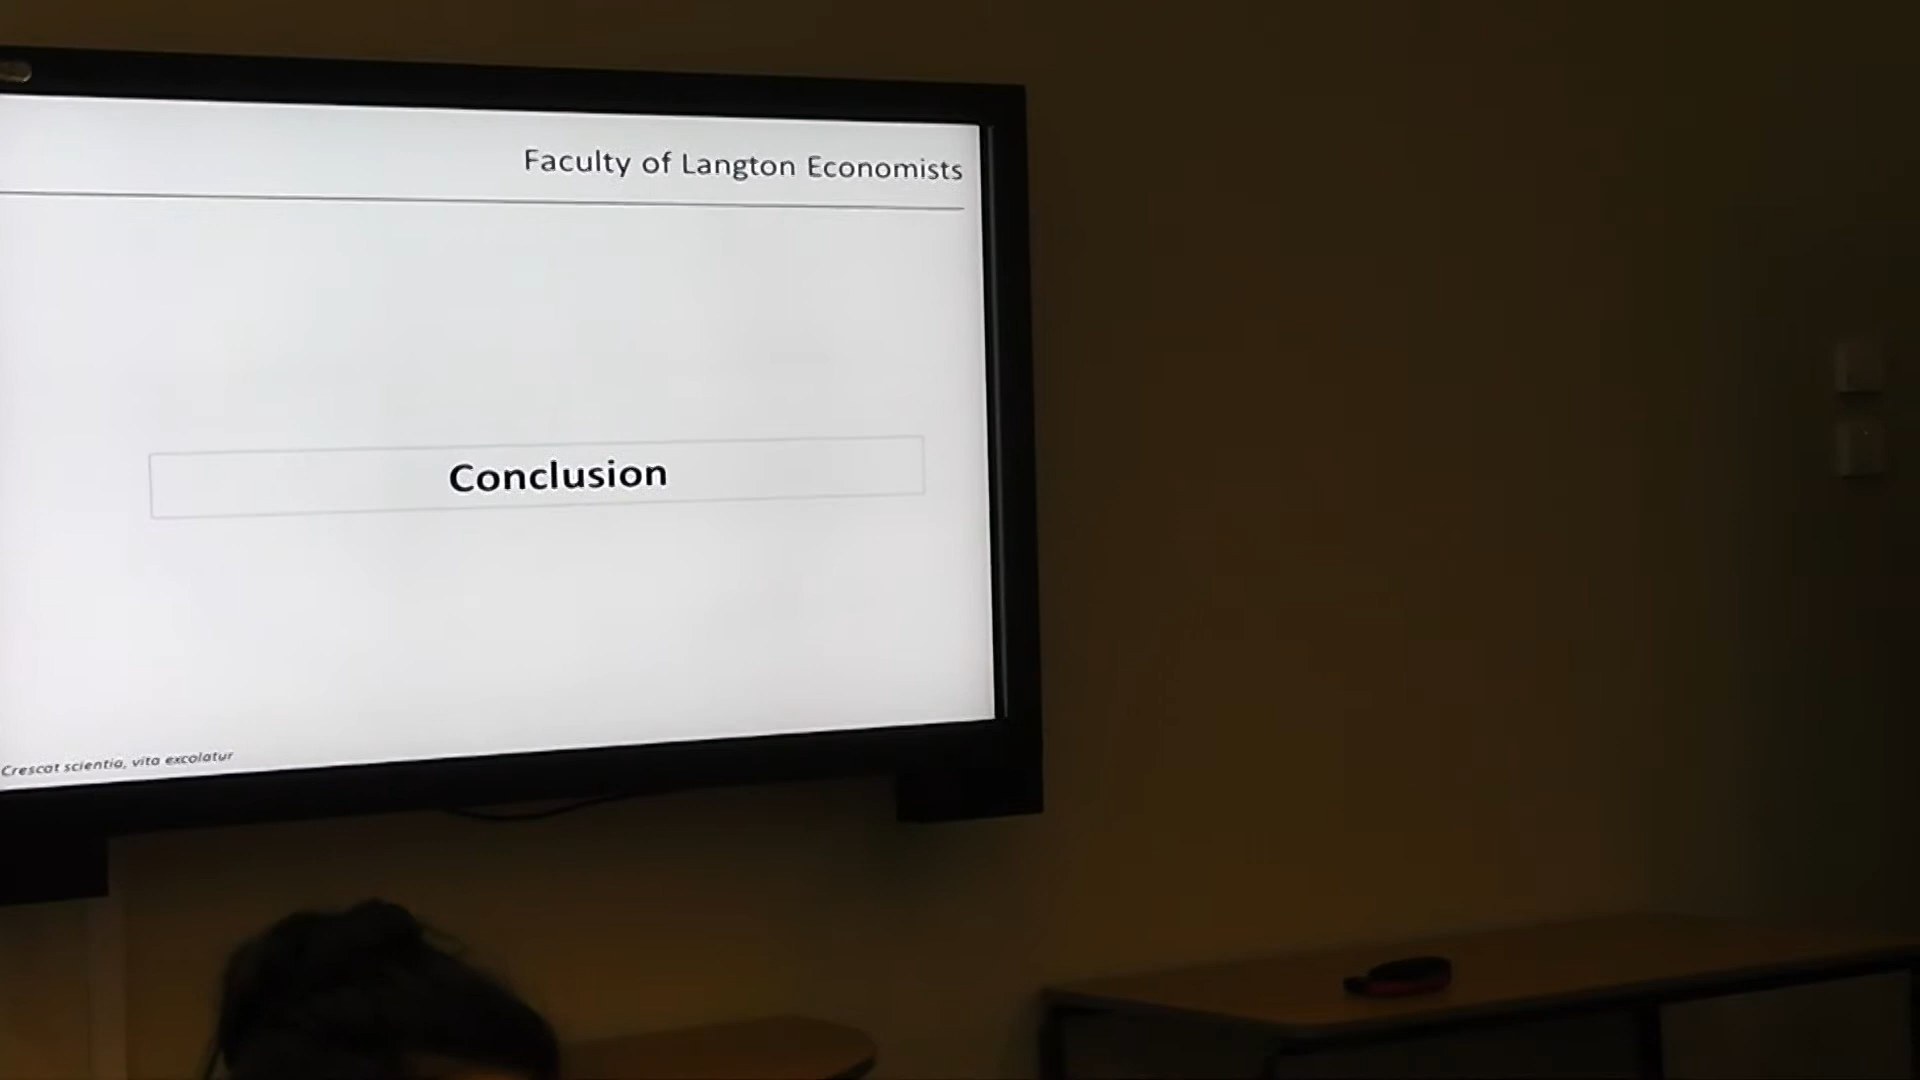 Faculty of Langton Economists
Conclusion
Crescat scientia, vita excolatur